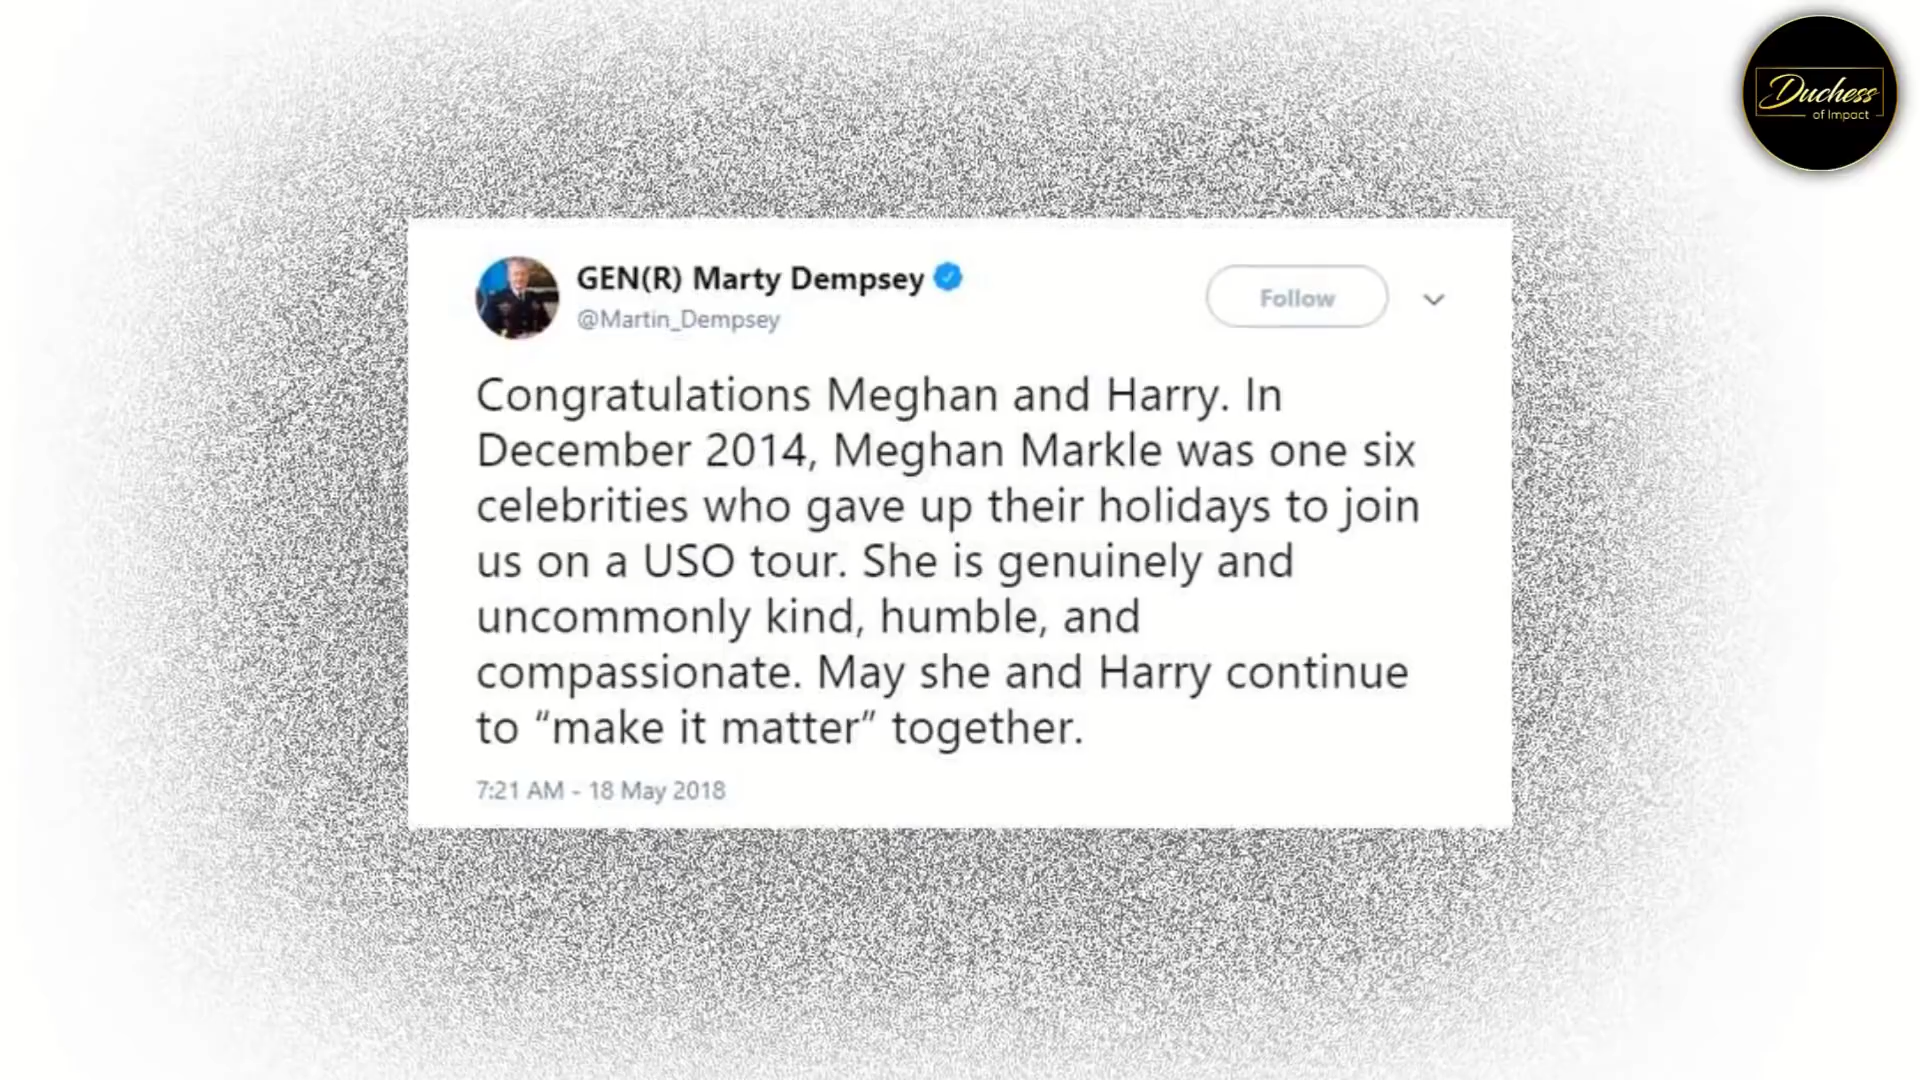 Duchess
of Impact
GEN(R) Marty Dempsey
@Martin_Dempsey
Follow
Congratulations Meghan and Harry. In
December 2014, Meghan Markle was one six
celebrities who gave up their holidays to join
us on a USO tour. She is genuinely and
uncommonly kind, humble, and
compassionate. May she and Harry continue
to “make it matter” together.
7:21 AM - 18 May 2018